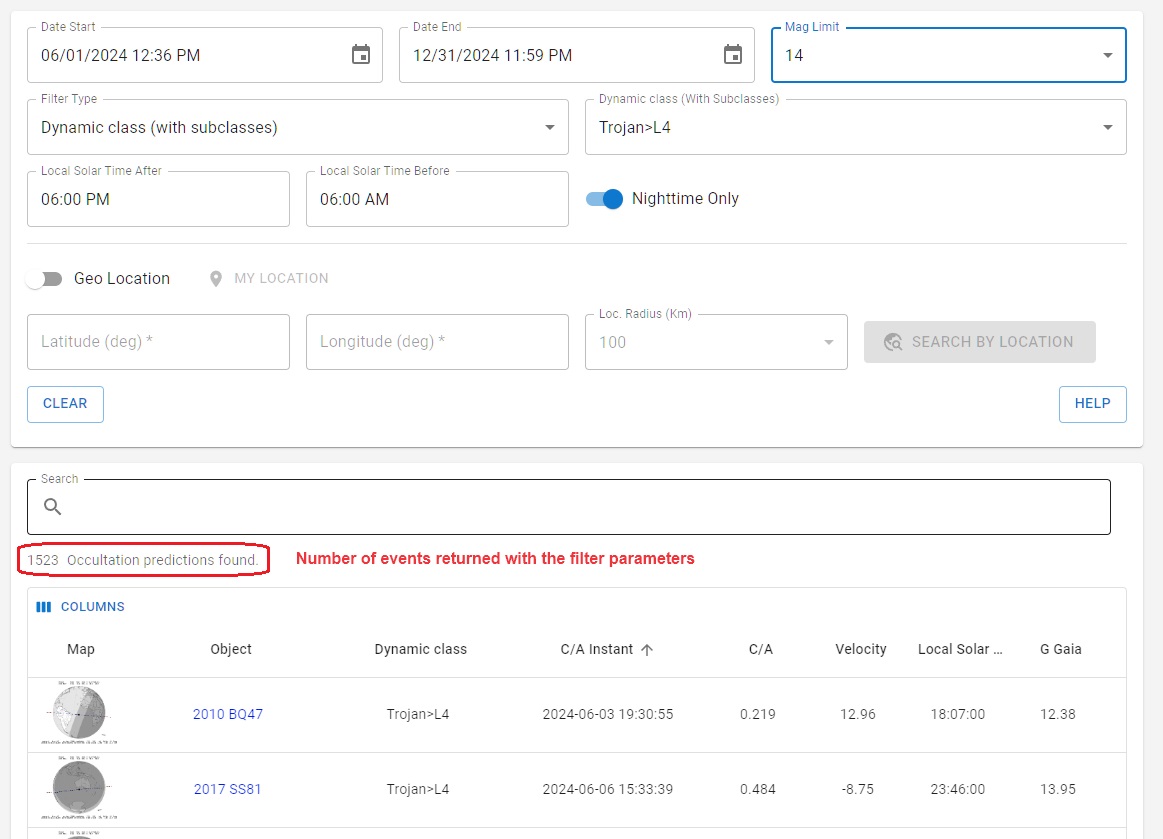 Date Start Date End Mag Limit
06/01/2024 12:36 PM 12/31/2024 11:59 PM 14
Filter Type Dynamic class (With Subclasses)
Dynamic class (with subclasses) Trojan>L4
Local Solar Time After Local Solar Time Before
06:00 PM 06:00 AM Nighttime Only
Geo Location MY LOCATION
Loc. Radius (Km)
Latitude (deg) * Longitude (deg) * 100 SEARCH BY LOCATION
CLEAR HELP
Search
1523 Occultation predictions found. Number of events returned with the filter parameters
COLUMNS
Map Object Dynamic class C/A Instant C/A Velocity Local Solar ... G Gaia
2010 BQ47 Trojan>L4 2024-06-03 19:30:55 0.219 12.96 18:07:00 12.38
2017 SS81 Trojan>L4 2024-06-06 15:33:39 0.484 -8.75 23:46:00 13.95